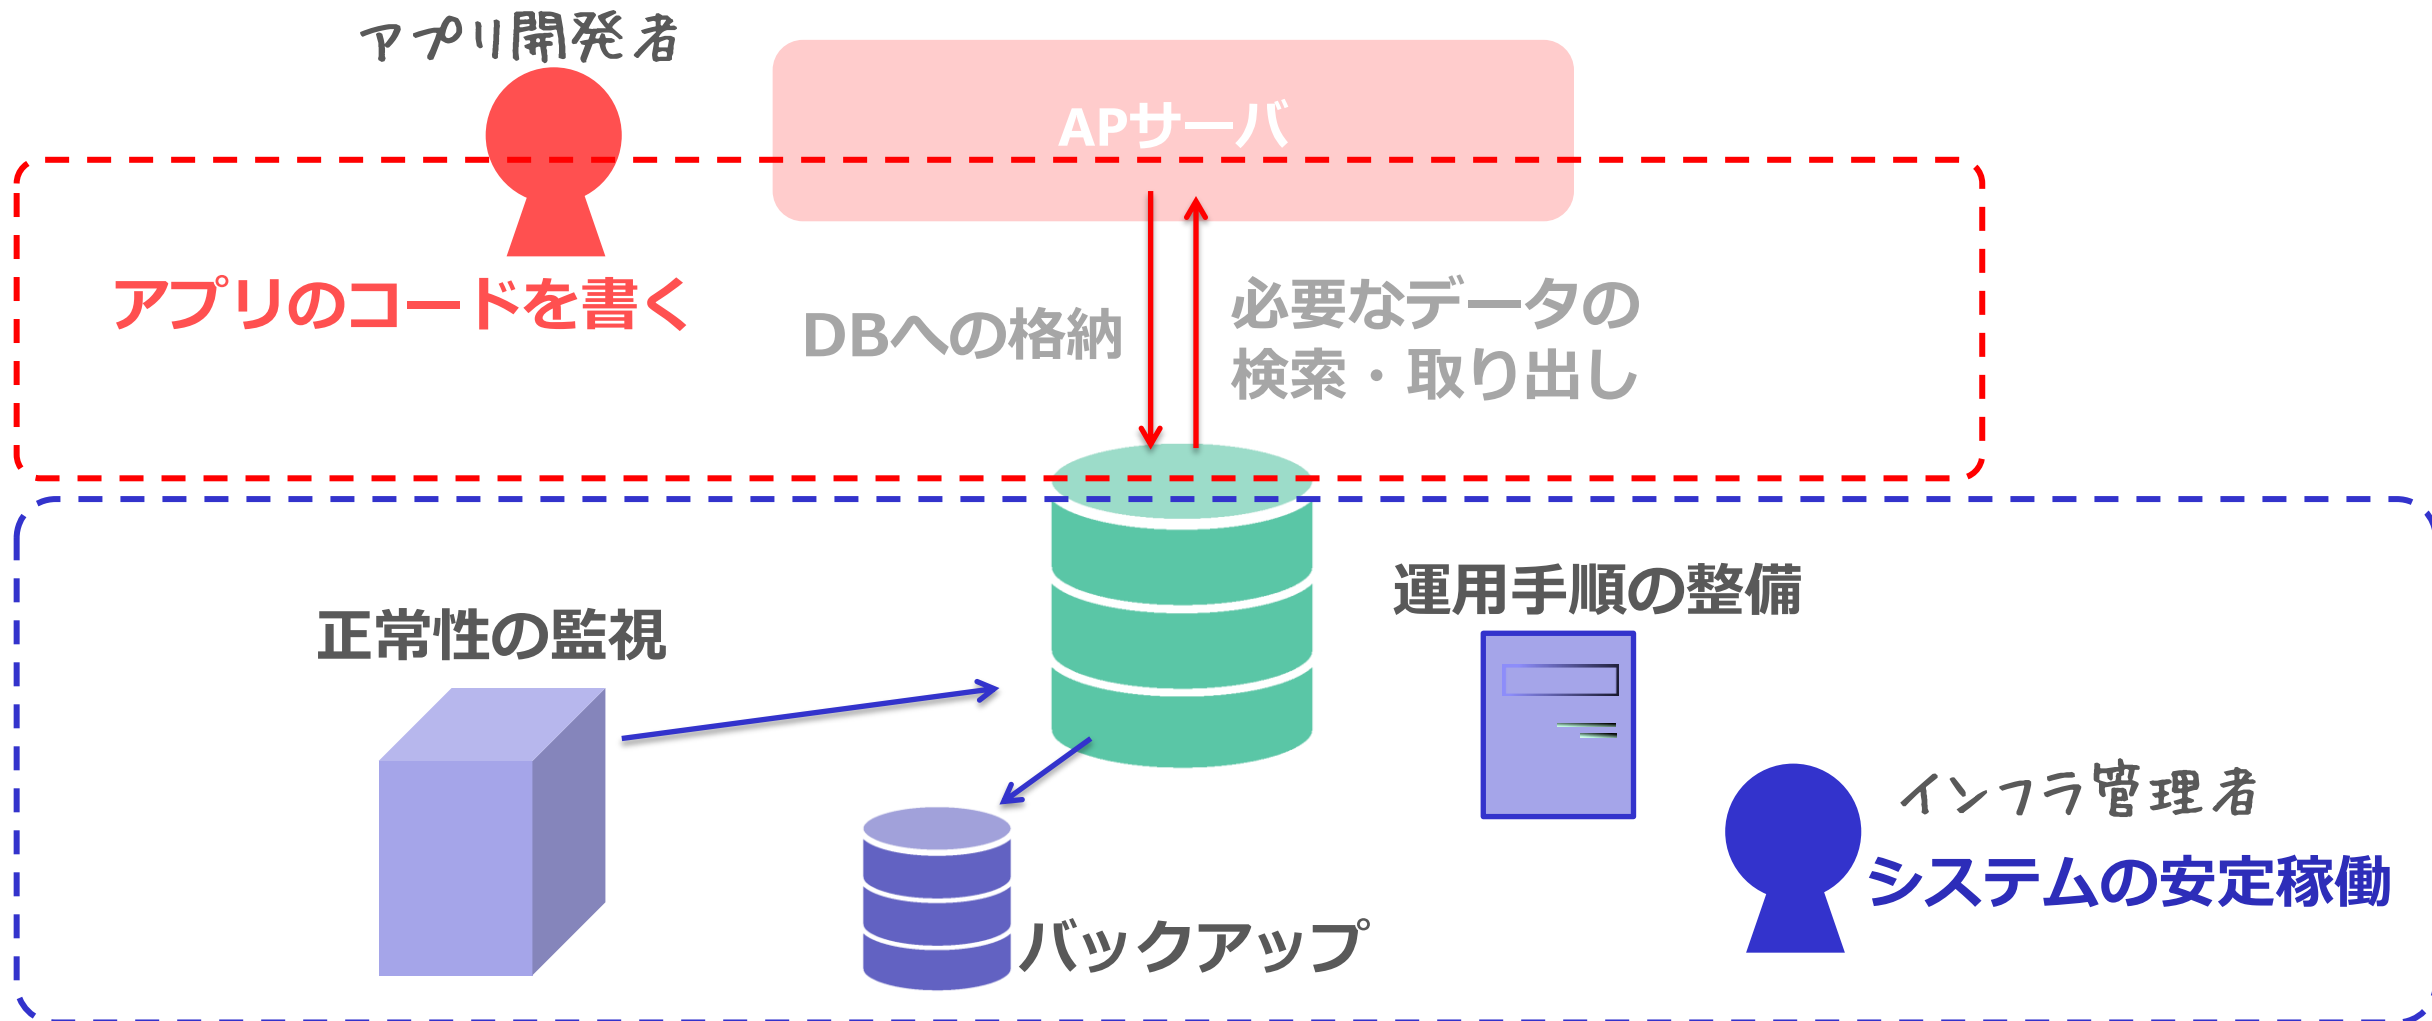 アプリ開発者
APサーバ
アプリのコードを書く
DBへの格納
必要なデータの
検索・取り出し
運用手順の整備
正常性の監視
インフラ管理者
システムの安定稼働
バックアップ